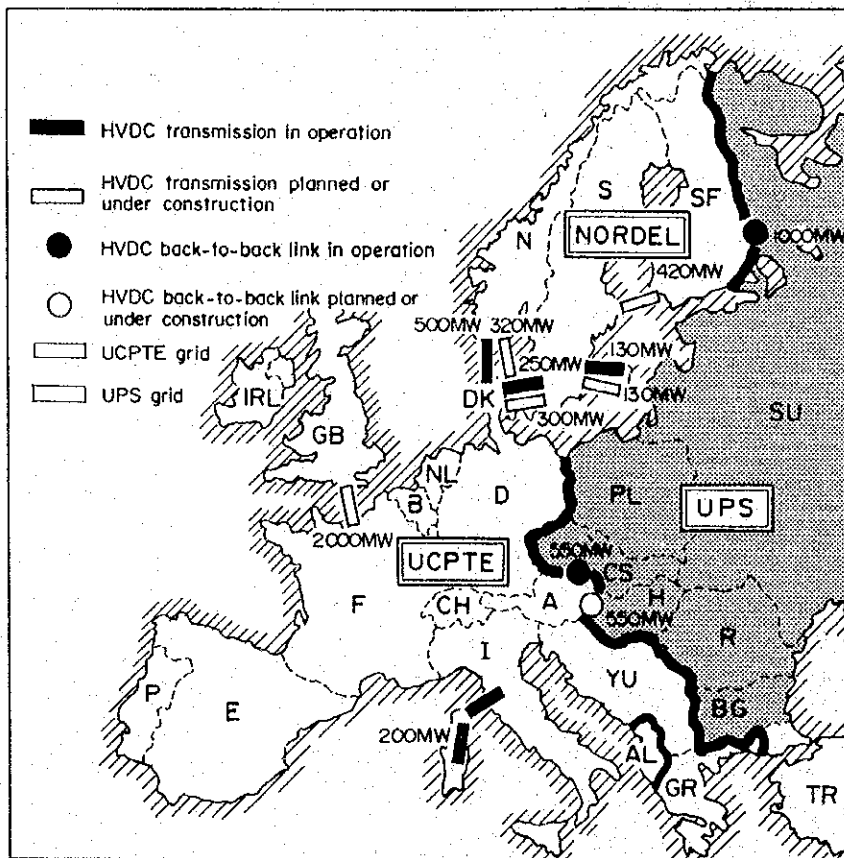 HVDC transmission in operation
HVDC transmission planned or
under construction
HVDC back-to-back link in operation
HVDC back-to-back link planned or
under construction
UCPTE grid
UPS grid
S
SF
N
NORDEL
1000MW
420MW
500MW
320MW
250MW
130MW
DK
130MW
300MW
IRL
GB
SU
NL
B
D
PL
UPS
2000MW
UCPTE
550MW
CS
F
CH
A
H
550MW
R
I
P
E
YU
BG
200MW
AL
GR
TR